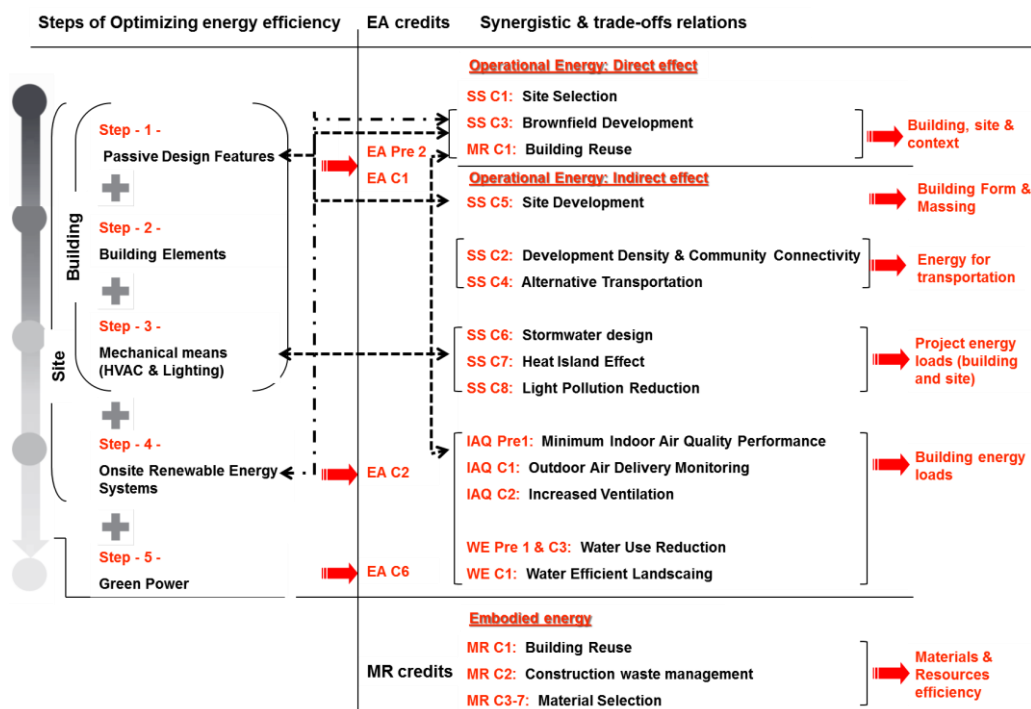 Steps of Optimizing energy efficiency
EA credits
Synergistic & trade-offs relations
Site
Building
Step - 1 -
Passive Design Features
Step - 2 -
Building Elements
Step - 3 -
Mechanical means
(HVAC & Lighting)
Step - 4 -
Onsite Renewable Energy
Systems
Step - 5 -
Green Power
EA Pre 2
EA C1
EA C2
EA C6
MR credits
Operational Energy: Direct effect
SS C1: Site Selection
SS C3: Brownfield Development
MR C1: Building Reuse
Building, site &
context
Operational Energy: Indirect effect
SS C5: Site Development
Building Form &
Massing
SS C2: Development Density & Community Connectivity
SS C4: Alternative Transportation
Energy for
transportation
SS C6: Stormwater design
SS C7: Heat Island Effect
SS C8: Light Pollution Reduction
Project energy
loads (building
and site)
IAQ Pre1: Minimum Indoor Air Quality Performance
IAQ C1: Outdoor Air Delivery Monitoring
IAQ C2: Increased Ventilation
WE Pre 1 & C3: Water Use Reduction
WE C1: Water Efficient Landscaing
Building energy
loads
Embodied energy
MR C1: Building Reuse
MR C2: Construction waste management
MR C3-7: Material Selection
Materials &
Resources
efficiency